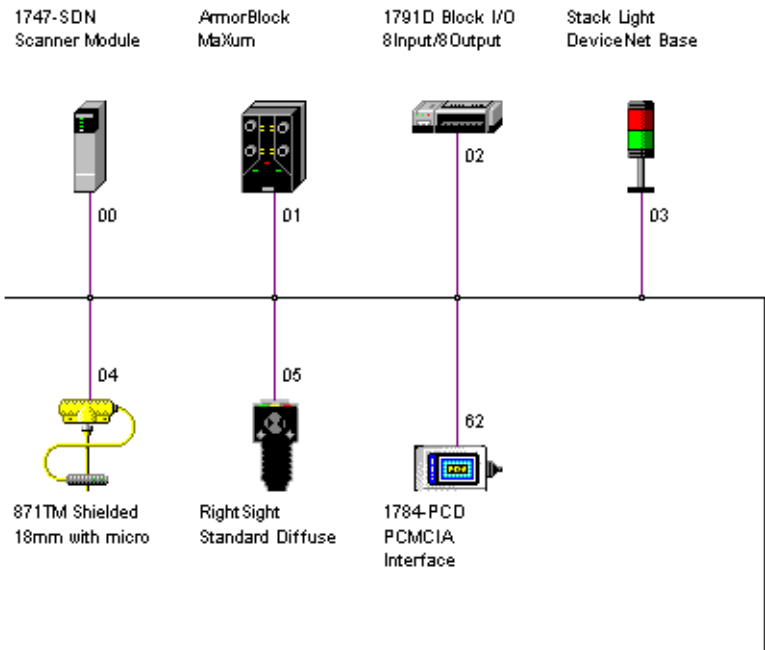 1747-SDN
Scanner Module
ArmorBlock
MaXum
1791D Block I/O
8Input/8Output
Stack Light
DeviceNet Base
00
01
02
03
04
05
62
871TM Shielded
18mm with micro
RightSight
Standard Diffuse
1784-PCD
PCMCIA
Interface